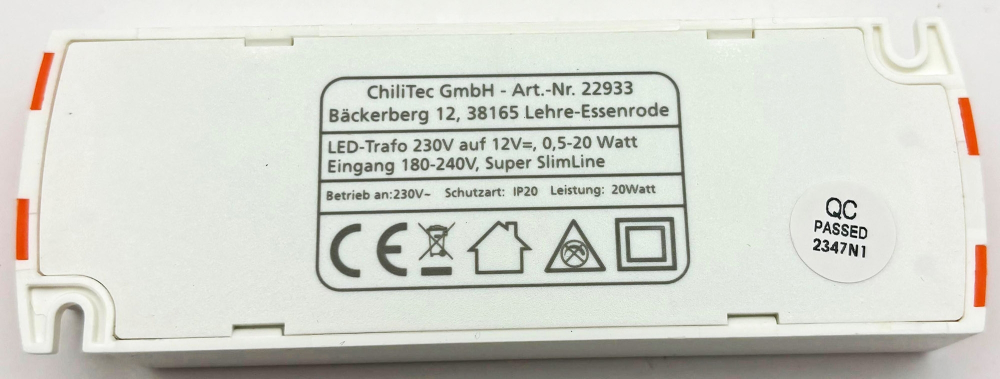 ChiliTec GmbH - Art.-Nr. 22933
Bäckerberg 12, 38165 Lehre-Essenrode
LED-Trafo 230V auf 12V=, 0,5-20 Watt
Eingang 180-240V, Super SlimLine
Betrieb an:230V~ Schutzart: IP20 Leistung: 20Watt
CE
QC
PASSED
2347N1